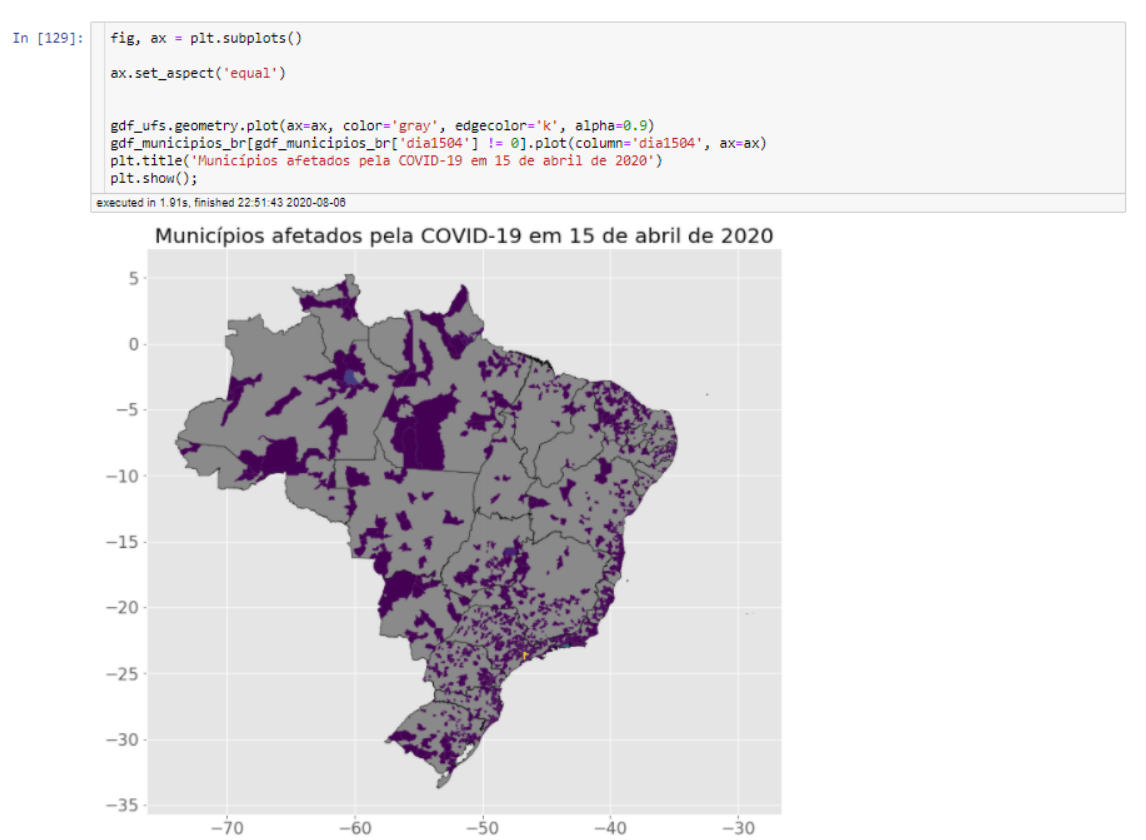 In [129]:
fig, ax = plt.subplots()
ax.set_aspect('equal')
gdf_ufs.geometry.plot(ax=ax, color='gray', edgecolor='k', alpha=0.9)
gdf_municipios_br[gdf_municipios_br['dia1504'] != 0].plot(column='dia1504', ax=ax)
plt.title('Municípios afetados pela COVID-19 em 15 de abril de 2020')
plt.show();
executed in 1.91s, finished 22:51:43 2020-08-06
Municípios afetados pela COVID-19 em 15 de abril de 2020
5
0
−5
−10
−15
−20
−25
−30
−35
−70 −60 −50 −40 −30